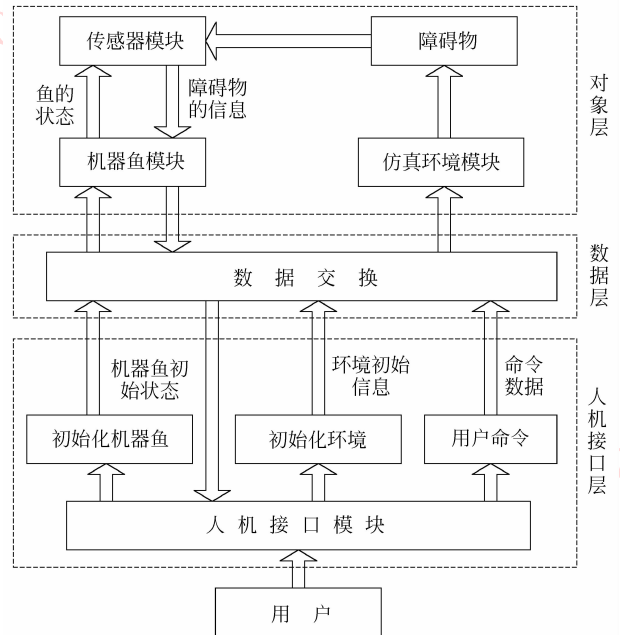 传感器模块
障碍物
鱼的
状态
障碍物
的信息
对象层
机器鱼模块
仿真环境模块
数据交换
数据层
机器鱼初
始状态
环境初始
信息
命令
数据
初始化机器鱼
初始化环境
用户命令
人机接口层
人机接口模块
用户